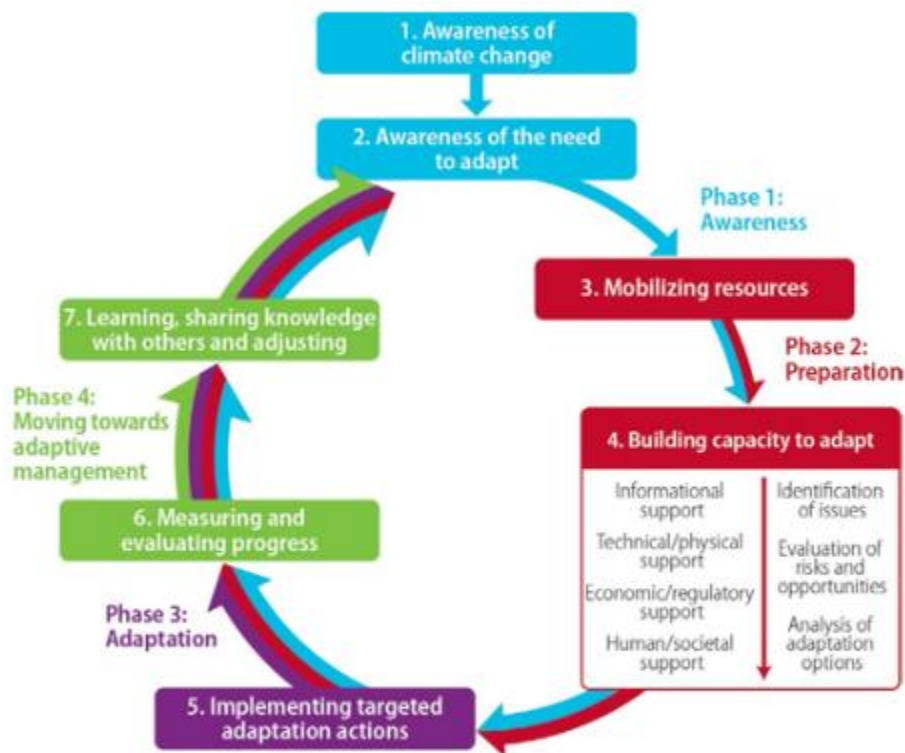 1. Awareness of
climate change
2. Awareness of the need
to adapt
Phase 1:
Awareness
3. Mobilizing resources
Phase 2:
Preparation
4. Building capacity to adapt
Informational
support
Technical/physical
support
Economic/regulatory
support
Human/societal
support
Identification
of issues
Evaluation of
risks and
opportunities
Analysis of
adaptation
options
5. Implementing targeted
adaptation actions
Phase 3:
Adaptation
6. Measuring and
evaluating progress
Phase 4:
Moving towards
adaptive
management
7. Learning, sharing knowledge
with others and adjusting